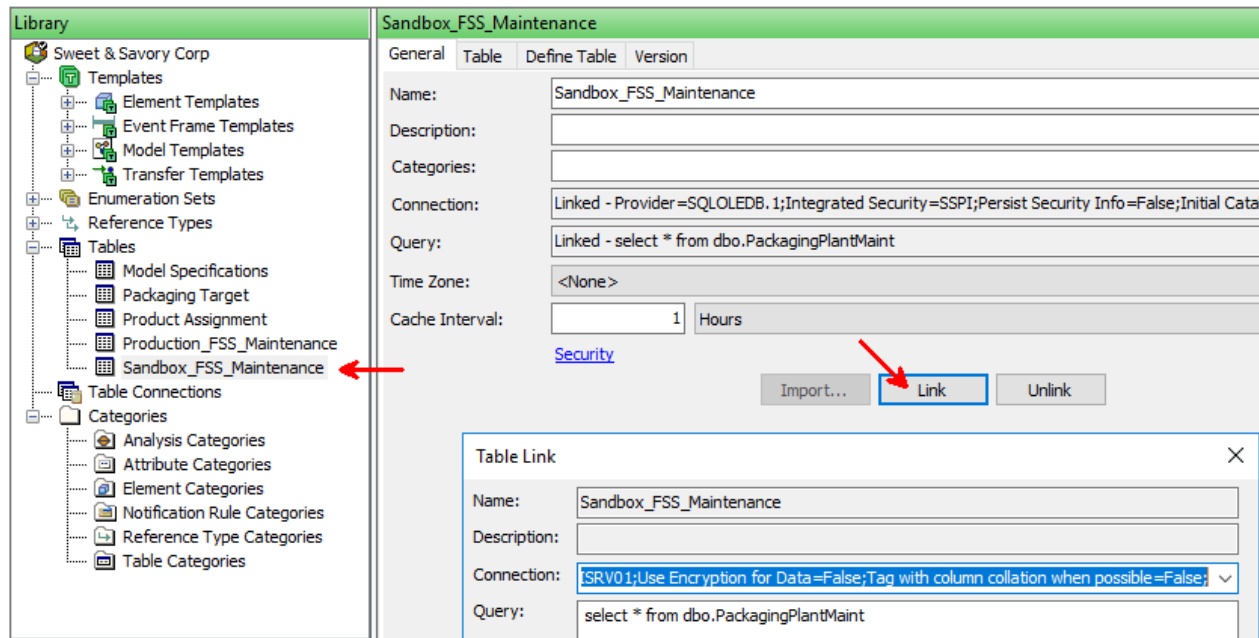 Library
Sweet & Savory Corp
Templates
Element Templates
Event Frame Templates
Model Templates
Transfer Templates
Enumeration Sets
Reference Types
Tables
Model Specifications
Packaging Target
Product Assignment
Production_FSS_Maintenance
Sandbox_FSS_Maintenance
Table Connections
Categories
Analysis Categories
Attribute Categories
Element Categories
Notification Rule Categories
Reference Type Categories
Table Categories
Sandbox_FSS_Maintenance
General Table Define Table Version
Name: Sandbox_FSS_Maintenance
Description:
Categories:
Connection: Linked - Provider=SQLOLEDB.1;Integrated Security=SSPI;Persist Security Info=False;Initial Cata
Query: Linked - select * from dbo.PackagingPlantMaint
Time Zone: <None>
Cache Interval: 1 Hours
Security
Import... Link Unlink
Table Link
Name: Sandbox_FSS_Maintenance
Description:
Connection: ISRV01;Use Encryption for Data=False;Tag with column collation when possible=False;
Query: select * from dbo.PackagingPlantMaint